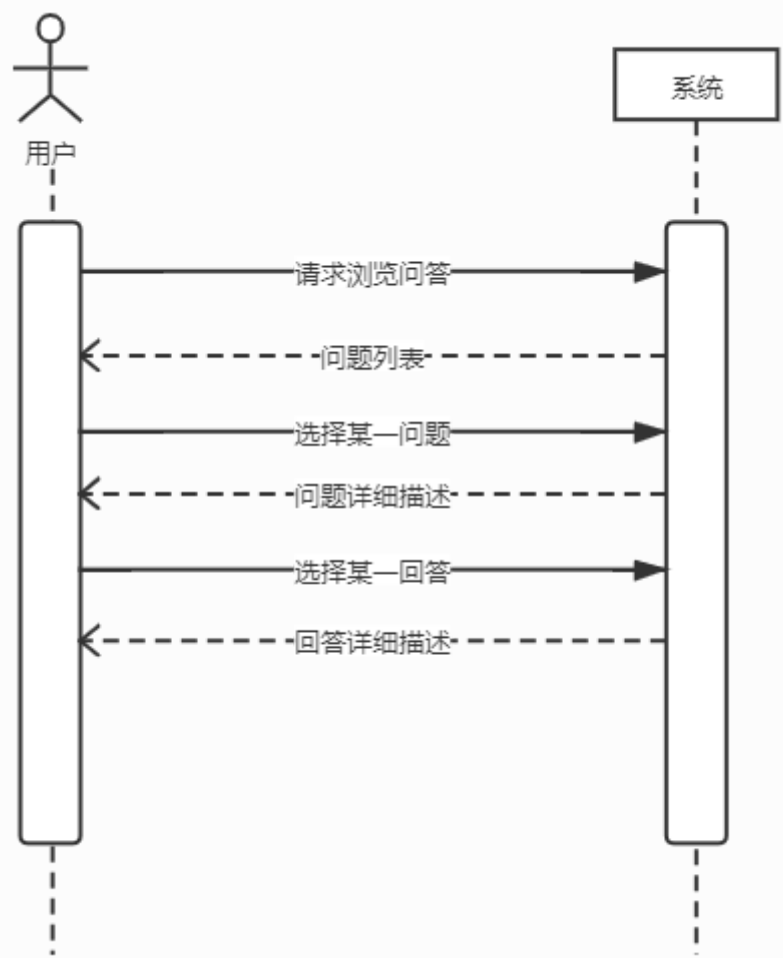 用户
系统
请求浏览问答
问题列表
选择某一问题
问题详细描述
选择某一回答
回答详细描述